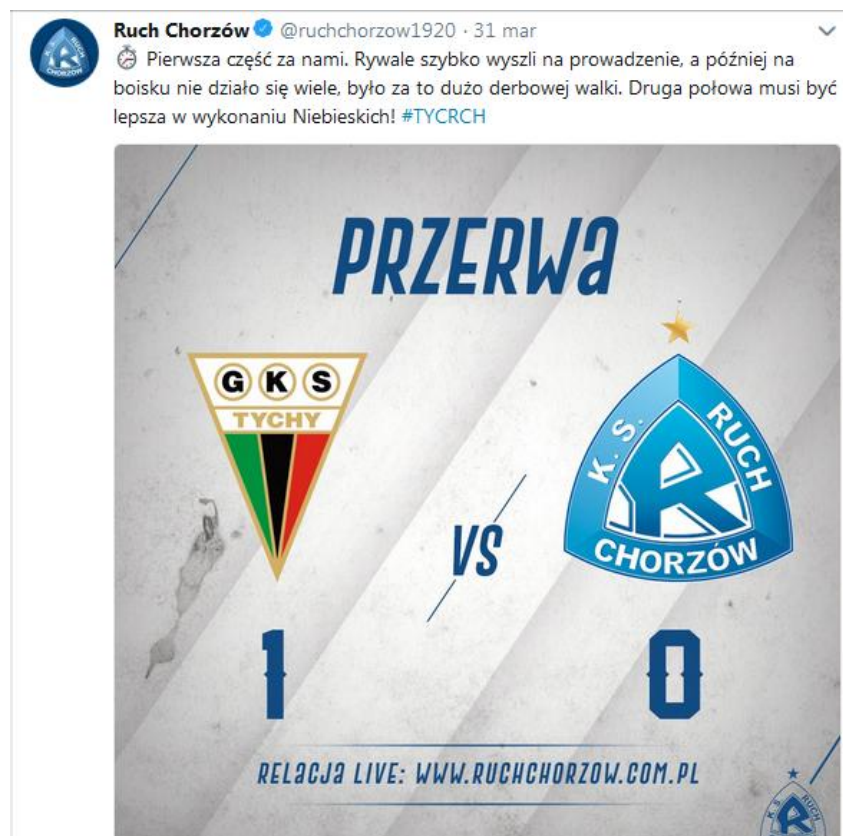 Ruch Chorzów @ruchchorzow1920 · 31 mar
Pierwsza część za nami. Rywale szybko wyszli na prowadzenie, a później na
boisku nie działo się wiele, było za to dużo derbowej walki. Druga połowa musi być
lepsza w wykonaniu Niebieskich! #TYCRCH
PRZERWa
GKS
TYCHY
K. S. RUCH
CHORZÓW
VS
1 0
RELaCJa LIVE: WWW.RUCHCHORZOW.COM.PL